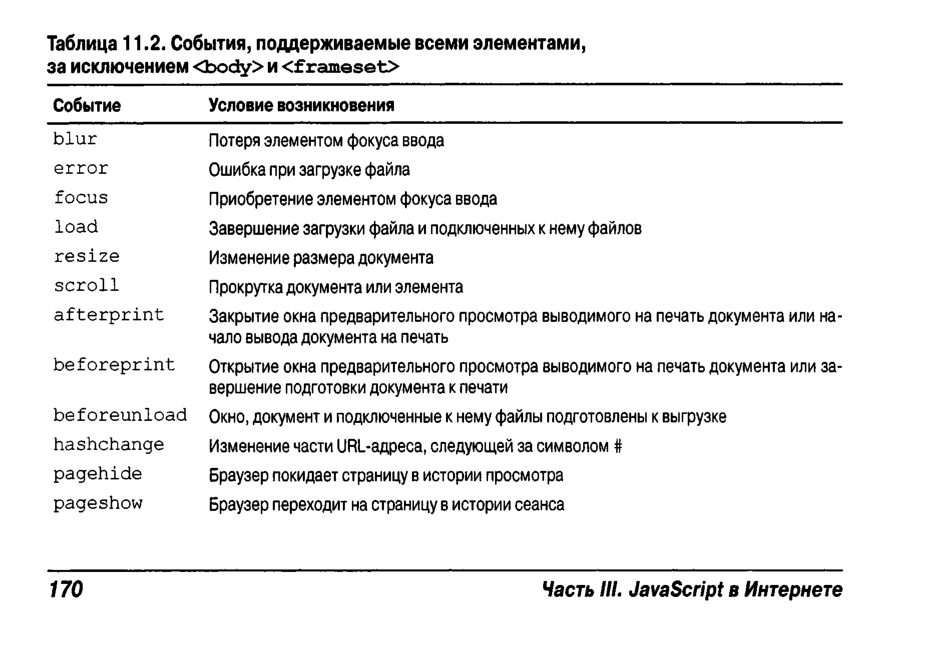 Таблица 11.2. События, поддерживаемые всеми элементами,
за исключением <body> и <frameset>
Событие Условие возникновения
blur Потеря элементом фокуса ввода
error Ошибка при загрузке файла
focus Приобретение элементом фокуса ввода
load Завершение загрузки файла и подключенных к нему файлов
resize Изменение размера документа
scroll Прокрутка документа или элемента
afterprint Закрытие окна предварительного просмотра выводимого на печать документа или на-
чало вывода документа на печать
beforeprint Открытие окна предварительного просмотра выводимого на печать документа или за-
вершение подготовки документа к печати
beforeunload Окно, документ и подключенные к нему файлы подготовлены к выгрузке
hashchange Изменение части URL-адреса, следующей за символом #
pagehide Браузер покидает страницу в истории просмотра
pageshow Браузер переходит на страницу в истории сеанса
170 Часть III. JavaScript в Интернете